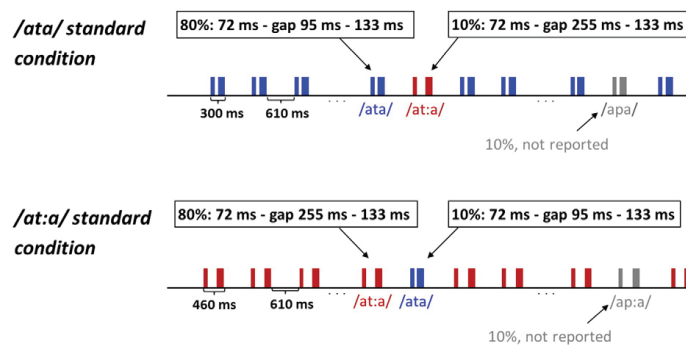 /ata/ standard
condition
80%: 72 ms - gap 95 ms - 133 ms
10%: 72 ms - gap 255 ms - 133 ms
300 ms
610 ms
...
/ata/
/at:a/
...
/apa/
10%, not reported
/at:a/ standard
condition
80%: 72 ms - gap 255 ms - 133 ms
10%: 72 ms - gap 95 ms - 133 ms
460 ms
610 ms
...
/at:a/
/ata/
...
/ap:a/
10%, not reported